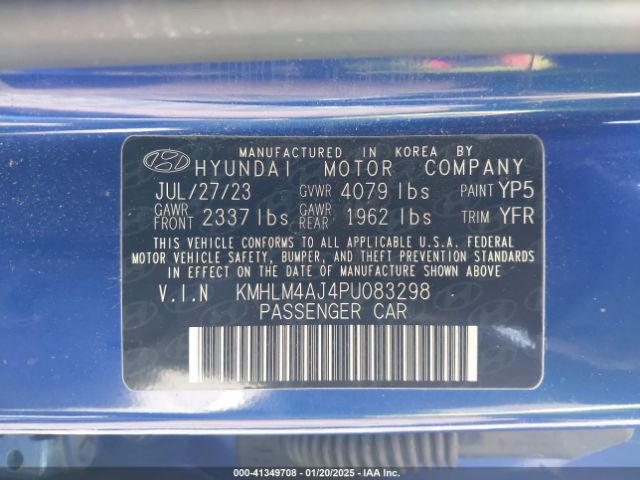 MANUFACTURED IN KOREA BY
HYUNDAI MOTOR COMPANY
JUL/27/23 GVWR 4079 lbs PAINT YP5
GAWR FRONT 2337 lbs GAWR REAR 1962 lbs TRIM YFR
THIS VEHICLE CONFORMS TO ALL APPLICABLE U.S.A. FEDERAL
MOTOR VEHICLE SAFETY, BUMPER, AND THEFT PREVENTION
STANDARDS IN EFFECT ON THE DATE OF MANUFACTURE SHOWN ABOVE
V.I.N KMHLM4AJ4PU083298
PASSENGER CAR
000-41349708 - 01/20/2025 - IAA Inc.(C)